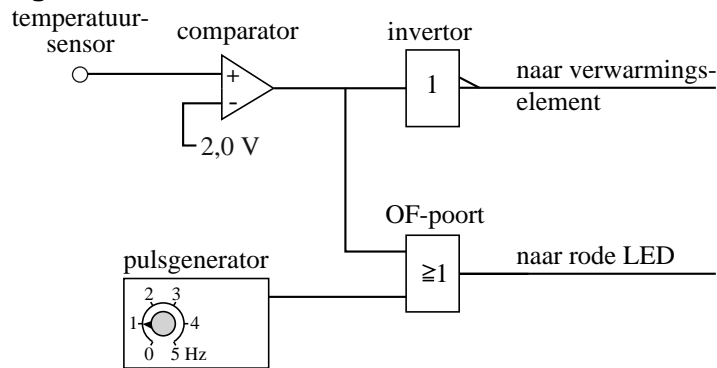 temperatuur-
sensor
comparator
invertor
+
-
2,0 V
1
naar verwarmings-
element
OF-poort
≧1
naar rode LED
pulsgenerator
2 3
1 4
0 5 Hz